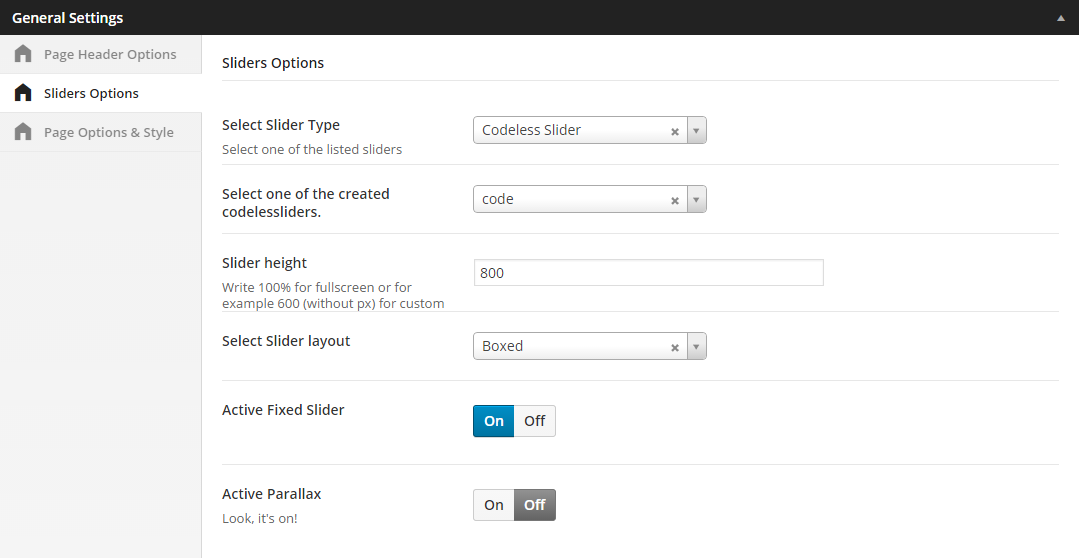 General Settings
Page Header Options
Sliders Options
Page Options & Style
Sliders Options
Select Slider Type
Select one of the listed sliders
Codeless Slider
Select one of the created
codelessliders.
code
Slider height
Write 100% for fullscreen or for
example 600 (without px) for custom
800
Select Slider layout
Boxed
Active Fixed Slider
On Off
Active Parallax
Look, it's on!
On Off